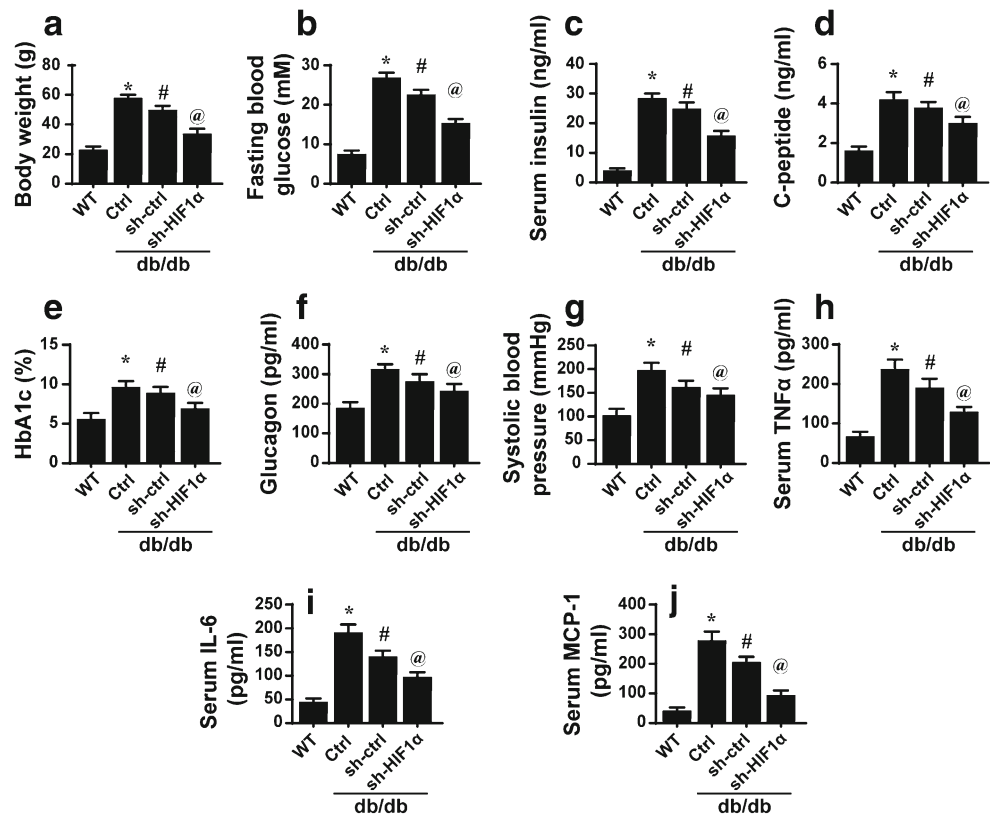 a
Body weight (g)
80
60
40
20
0
*
#
@
WT
Ctrl
sh-ctrl
sh-HIF1α
db/db
b
Fasting blood
glucose (mM)
30
20
10
0
*
#
@
WT
Ctrl
sh-ctrl
sh-HIF1α
db/db
c
Serum insulin (ng/ml)
40
30
20
10
0
*
#
@
WT
Ctrl
sh-ctrl
sh-HIF1α
db/db
d
C-peptide (ng/ml)
6
4
2
0
*
#
@
WT
Ctrl
sh-ctrl
sh-HIF1α
db/db
e
HbA1c (%)
15
10
5
0
*
#
@
WT
Ctrl
sh-ctrl
sh-HIF1α
db/db
f
Glucagon (pg/ml)
400
300
200
100
0
*
#
@
WT
Ctrl
sh-ctrl
sh-HIF1α
db/db
g
Systolic blood
pressure (mmHg)
250
200
150
100
50
0
*
#
@
WT
Ctrl
sh-ctrl
sh-HIF1α
db/db
h
Serum TNFα (pg/ml)
300
200
100
0
*
#
@
WT
Ctrl
sh-ctrl
sh-HIF1α
db/db
i
Serum IL-6
(pg/ml)
250
200
150
100
50
0
*
#
@
WT
Ctrl
sh-ctrl
sh-HIF1α
db/db
j
Serum MCP-1
(pg/ml)
400
300
200
100
0
*
#
@
WT
Ctrl
sh-ctrl
sh-HIF1α
db/db